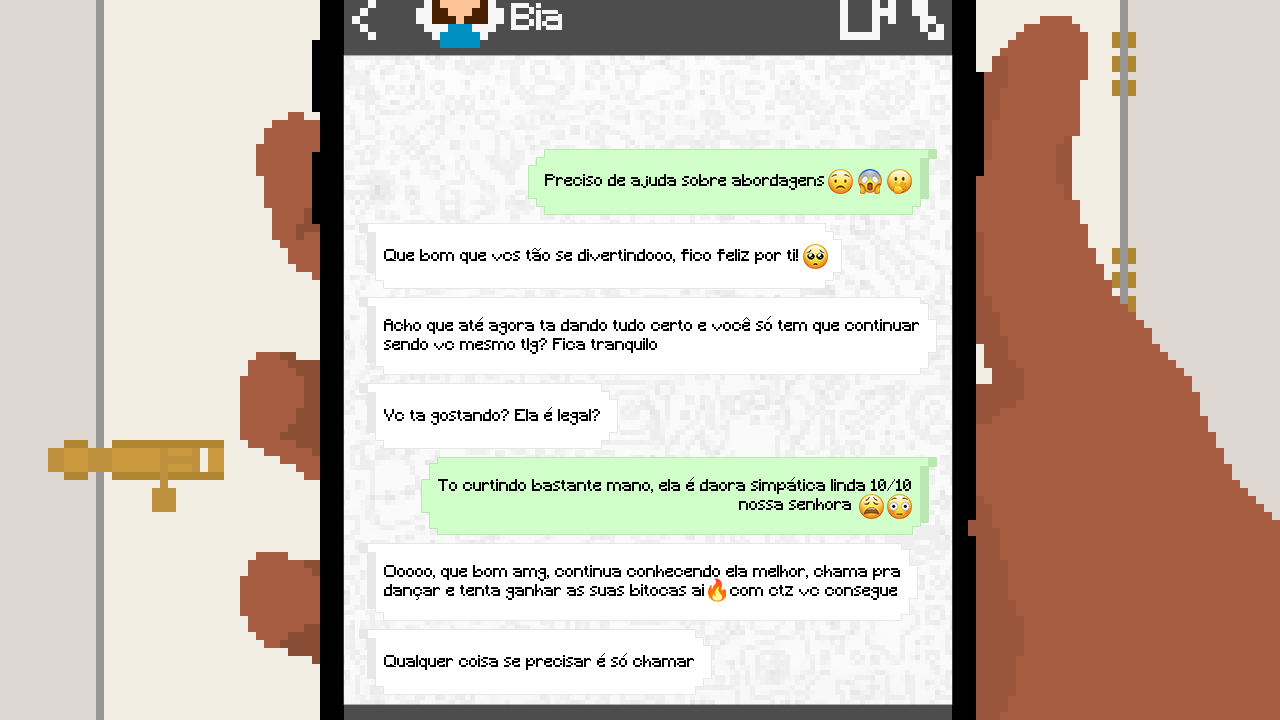 Bia
Preciso de ajuda sobre abordagens😟😱🤫
Que bom que vcs tão se divertindooo, fico feliz por ti!🥺
Acho que até agora ta dando tudo certo e você só tem que continuar
sendo vc mesmo tlg? Fica tranquilo
Vc ta gostando? Ela é legal?
To curtindo bastante mano, ela é daora simpática linda 10/10
nossa senhora 😩😳
Ooooo, que bom amg, continua conhecendo ela melhor, chama pra
dançar e tenta ganhar as suas bitocas ai🔥com ctz vc consegue
Qualquer coisa se precisar é só chamar